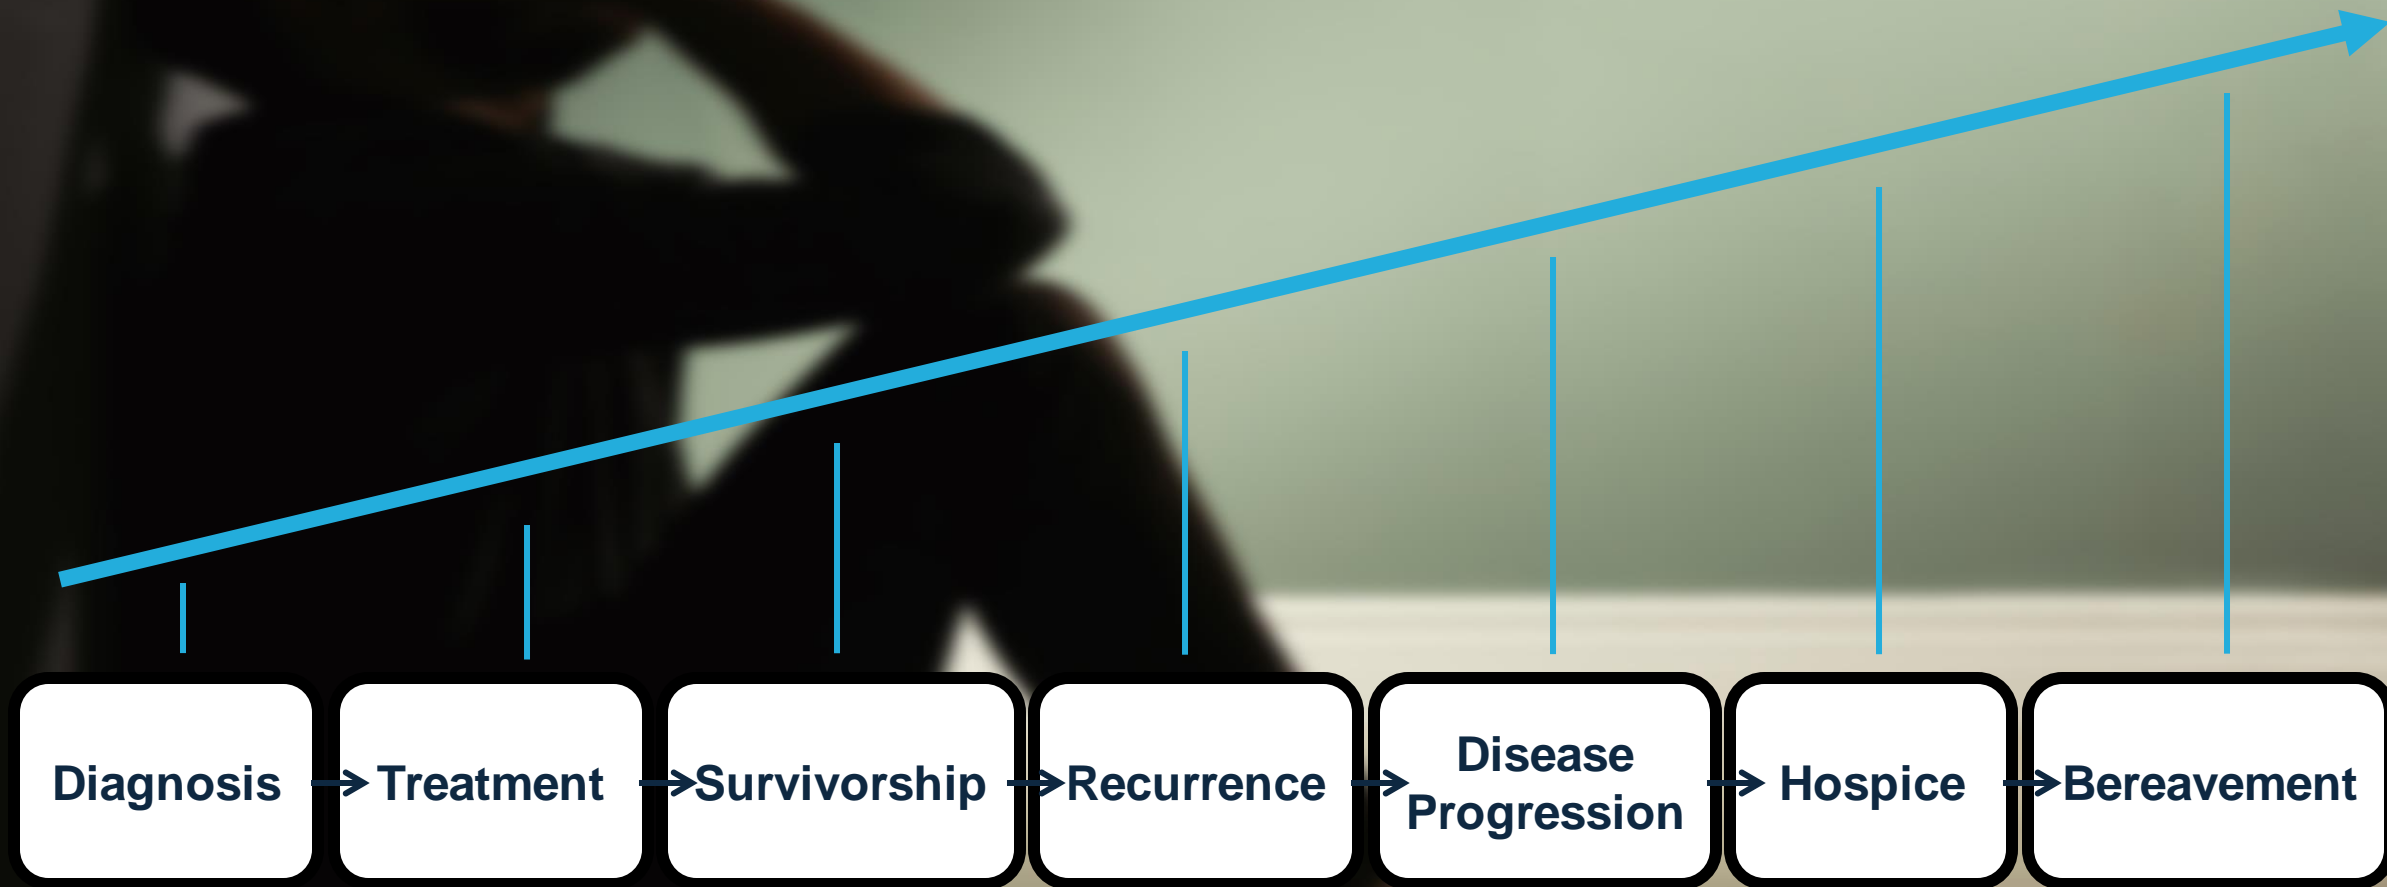 Diagnosis
Treatment
Survivorship
Recurrence
Disease
Progression
Hospice
Bereavement